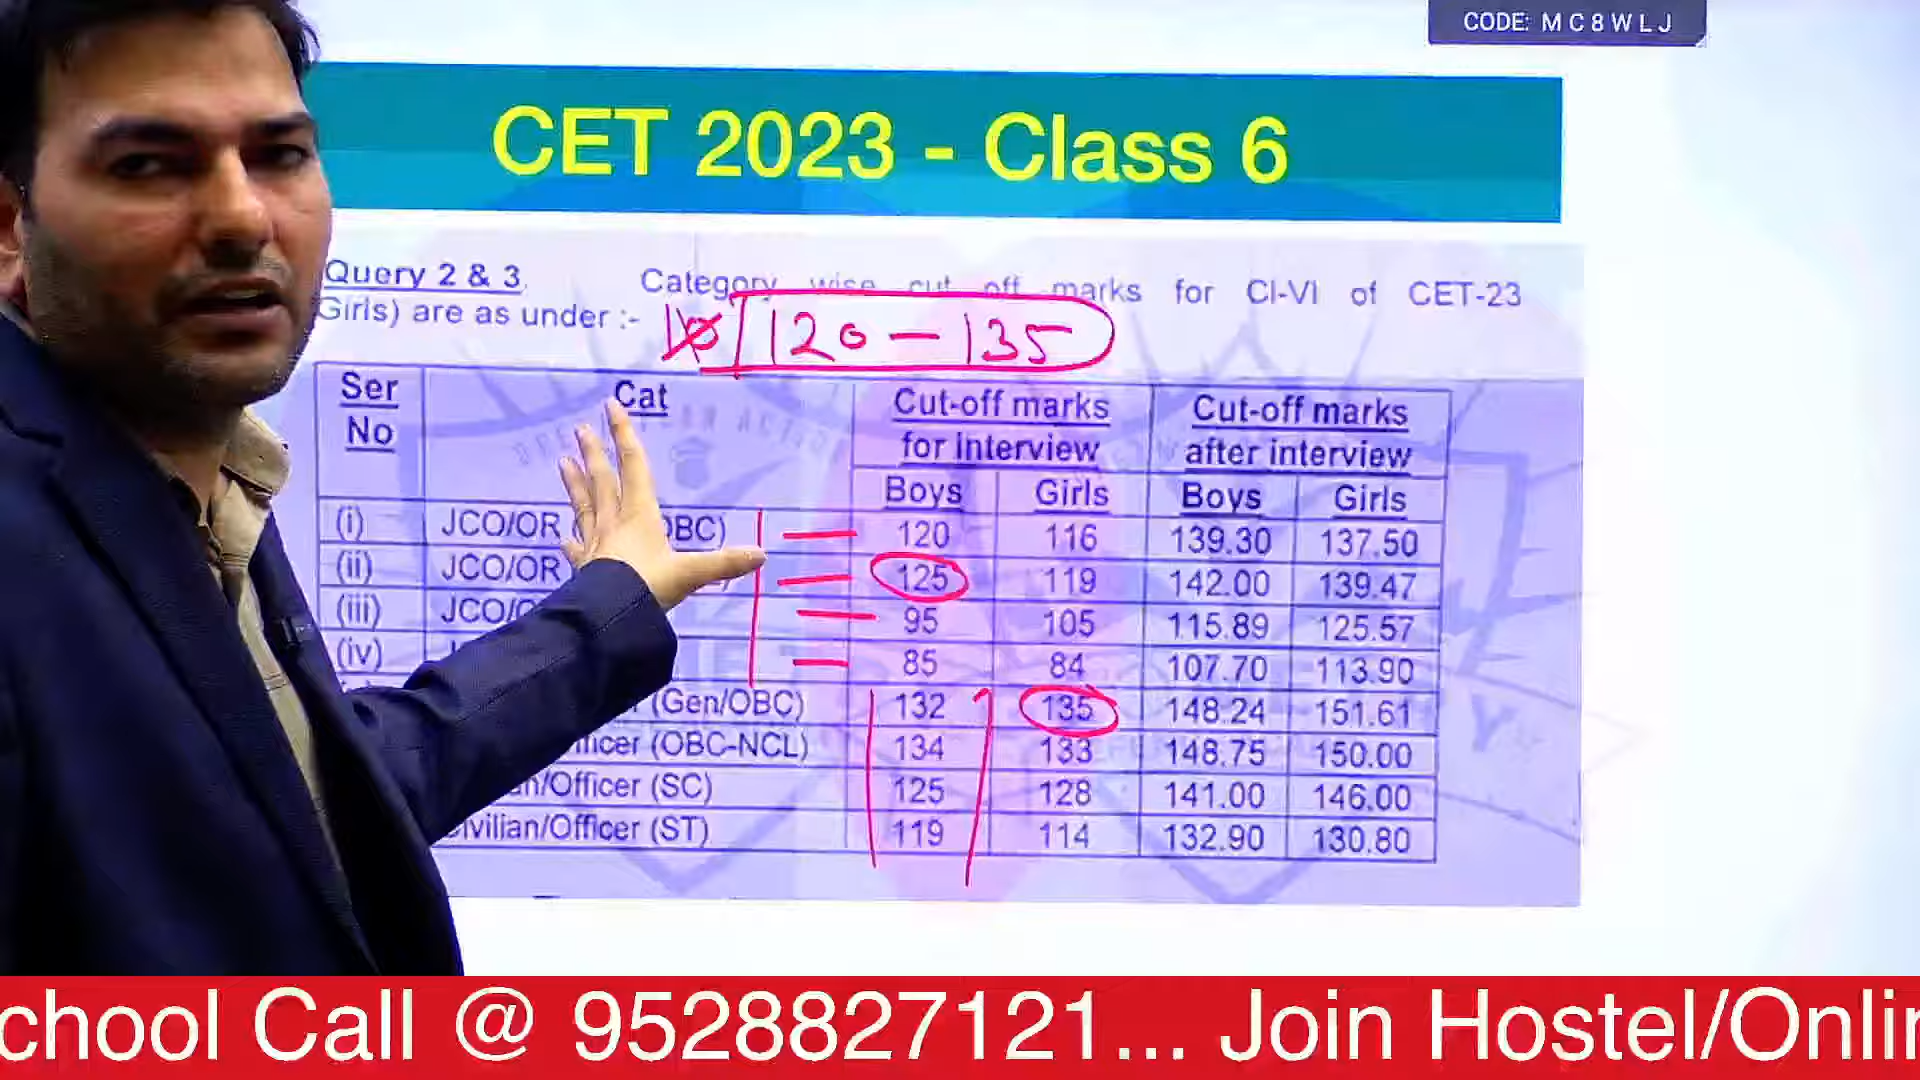 CODE: MC8WLJ
CET 2023 - Class 6
Query 2 & 3. Category wise cut off marks for Cl-VI of CET-23
Girls) are as under :-
120 - 135
Ser No Cat Cut-off marks for interview Cut-off marks after interview
Boys Girls Boys Girls
(i) JCO/OR OBC) 120 116 139.30 137.50
(ii) JCO/OR 125 119 142.00 139.47
(iii) 95 105 115.89 125.57
(iv) 85 84 107.70 113.90
(Gen/OBC) 132 135 148.24 151.61
(OBC-NCL) 134 133 148.75 150.00
/Officer (SC) 125 128 141.00 146.00
Civilian/Officer (ST) 119 114 132.90 130.80
chool Call @ 9528827121... Join Hostel/Onlin